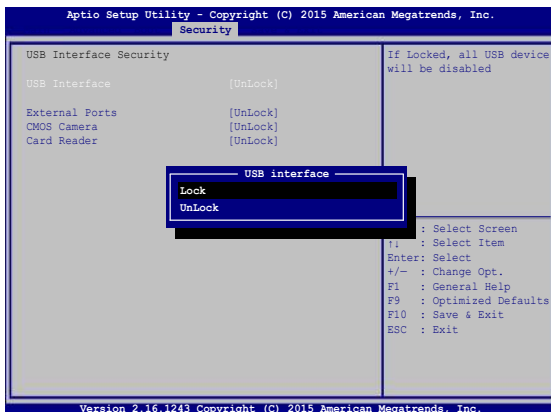 Aptio Setup Utility - Copyright (C) 2015 American Megatrends, Inc.
Security
USB Interface Security
USB Interface [UnLock]
External Ports [UnLock]
CMOS Camera [UnLock]
Card Reader [UnLock]
If Locked, all USB device
will be disabled
USB interface
Lock
UnLock
: Select Screen
↑↓ : Select Item
Enter: Select
+/— : Change Opt.
F1 : General Help
F9 : Optimized Defaults
F10 : Save & Exit
ESC : Exit
Version 2.16.1243 Copyright (C) 2015 American Megatrends, Inc.